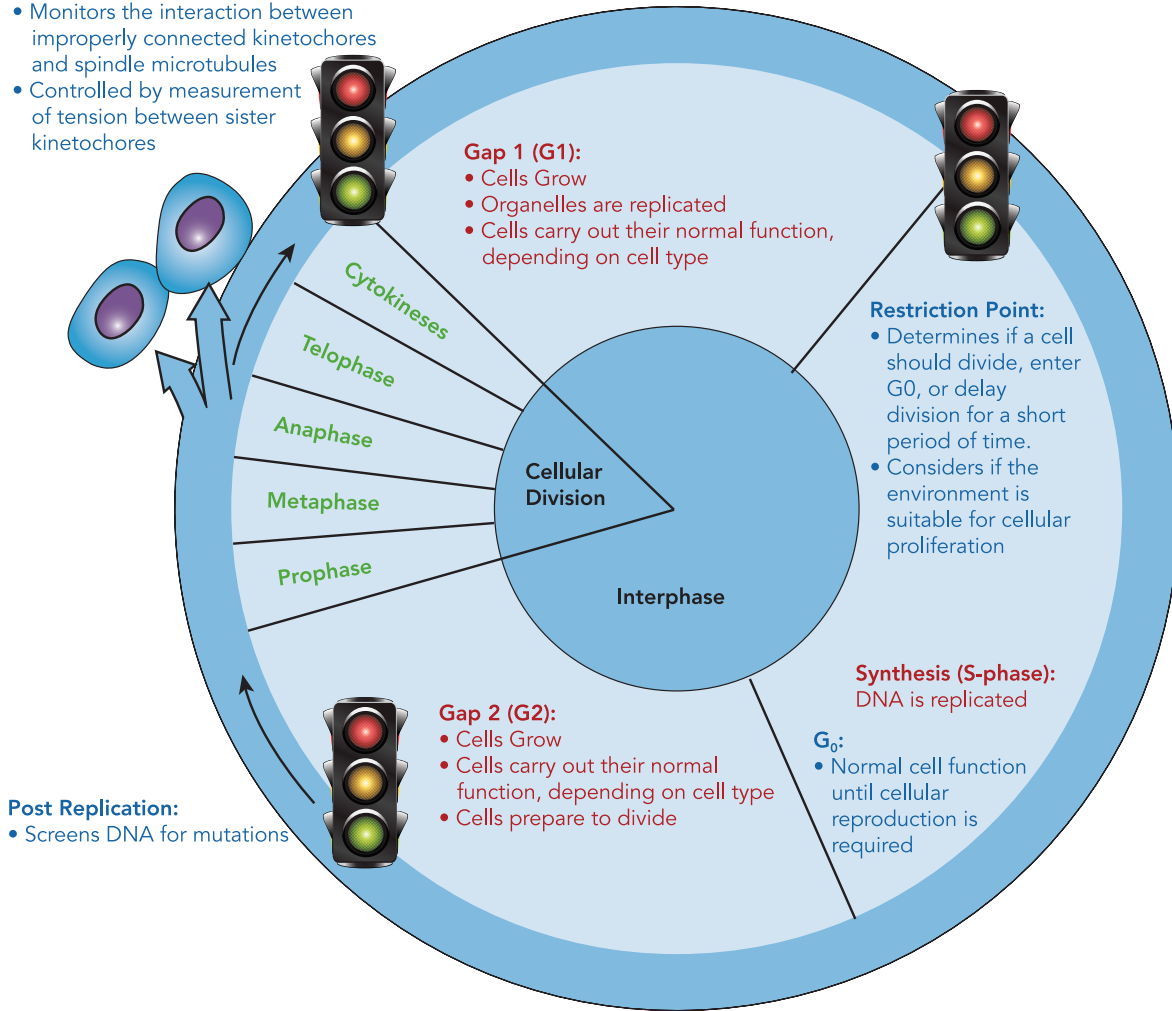 • Monitors the interaction between
improperly connected kinetochores
and spindle microtubules
• Controlled by measurement
of tension between sister
kinetochores
Gap 1 (G1):
• Cells Grow
• Organelles are replicated
• Cells carry out their normal function,
depending on cell type
Cytokineses
Telophase
Anaphase
Metaphase
Prophase
Cellular
Division
Interphase
Restriction Point:
• Determines if a cell
should divide, enter
G0, or delay
division for a short
period of time.
• Considers if the
environment is
suitable for cellular
proliferation
Synthesis (S-phase):
DNA is replicated
G₀:
• Normal cell function
until cellular
reproduction is
required
Gap 2 (G2):
• Cells Grow
• Cells carry out their normal
function, depending on cell type
• Cells prepare to divide
Post Replication:
• Screens DNA for mutations